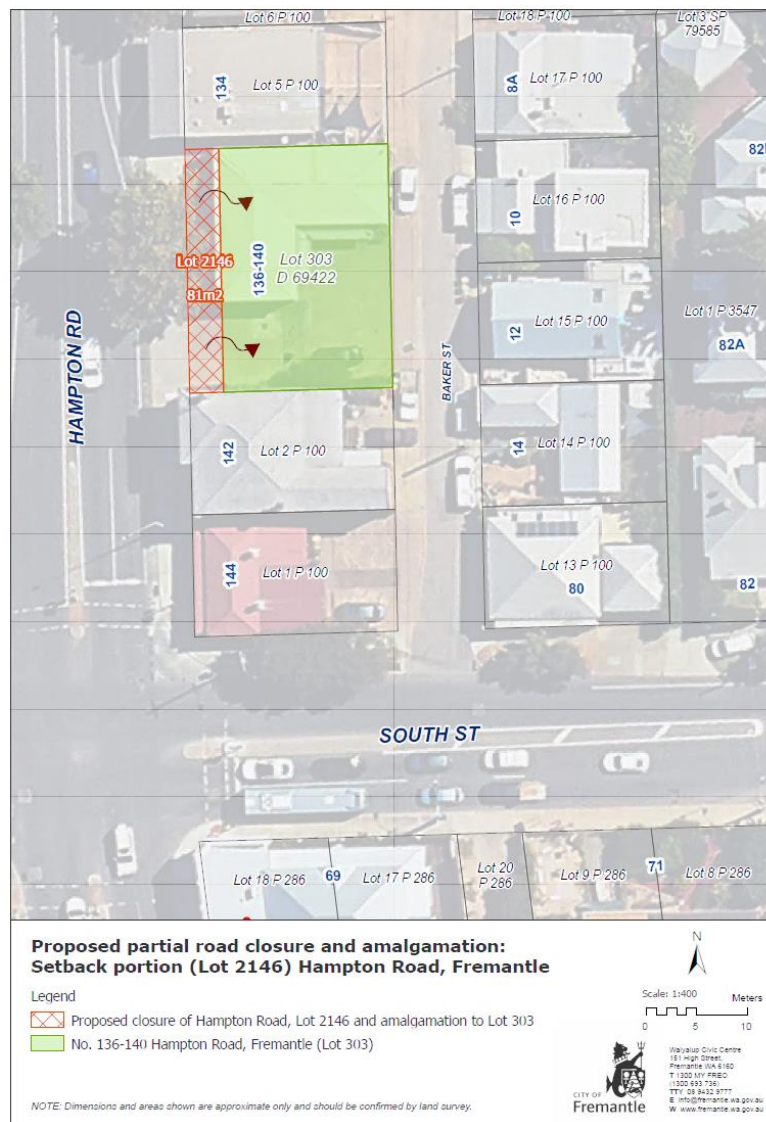 Lot 6 P 100
Lot 18 P 100
Lot 3 SP
79585
134
Lot 5 P 100
8A
Lot 17 P 100
10
Lot 16 P 100
Lot 2146
81m2
136-140
Lot 303
D 69422
HAMPTON RD
BAKER ST
12
Lot 15 P 100
Lot 1 P 3547
82A
142
Lot 2 P 100
14
Lot 14 P 100
144
Lot 1 P 100
Lot 13 P 100
80
82
SOUTH ST
Lot 18 P 286
69
Lot 17 P 286
Lot 20
P 286
Lot 9 P 286
71
Lot 8 P 286
Proposed partial road closure and amalgamation:
Setback portion (Lot 2146) Hampton Road, Fremantle
Legend
Proposed closure of Hampton Road, Lot 2146 and amalgamation to Lot 303
No. 136-140 Hampton Road, Fremantle (Lot 303)
NOTE: Dimensions and areas shown are approximate only and should be confirmed by land survey.
N
Scale: 1:400
Meters
0 5 10
CITY OF
Fremantle
Walyalup Civic Centre
151 High Street,
Fremantle WA 6160
T 1300 MY FREO
(1300 693 736)
TTY 08 9432 9777
E info@fremantle.wa.gov.au
W www.fremantle.wa.gov.au